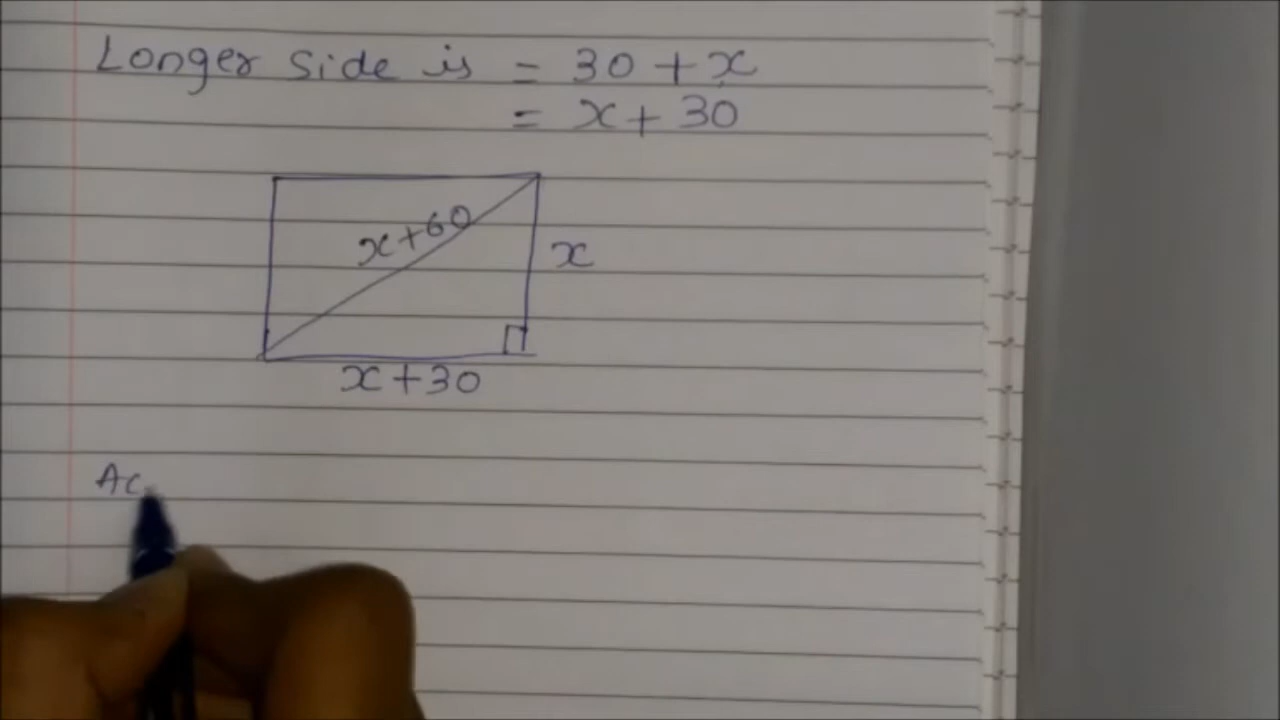 Longer side is = 30 + x
= x + 30
x+60
x
x+30
Ac